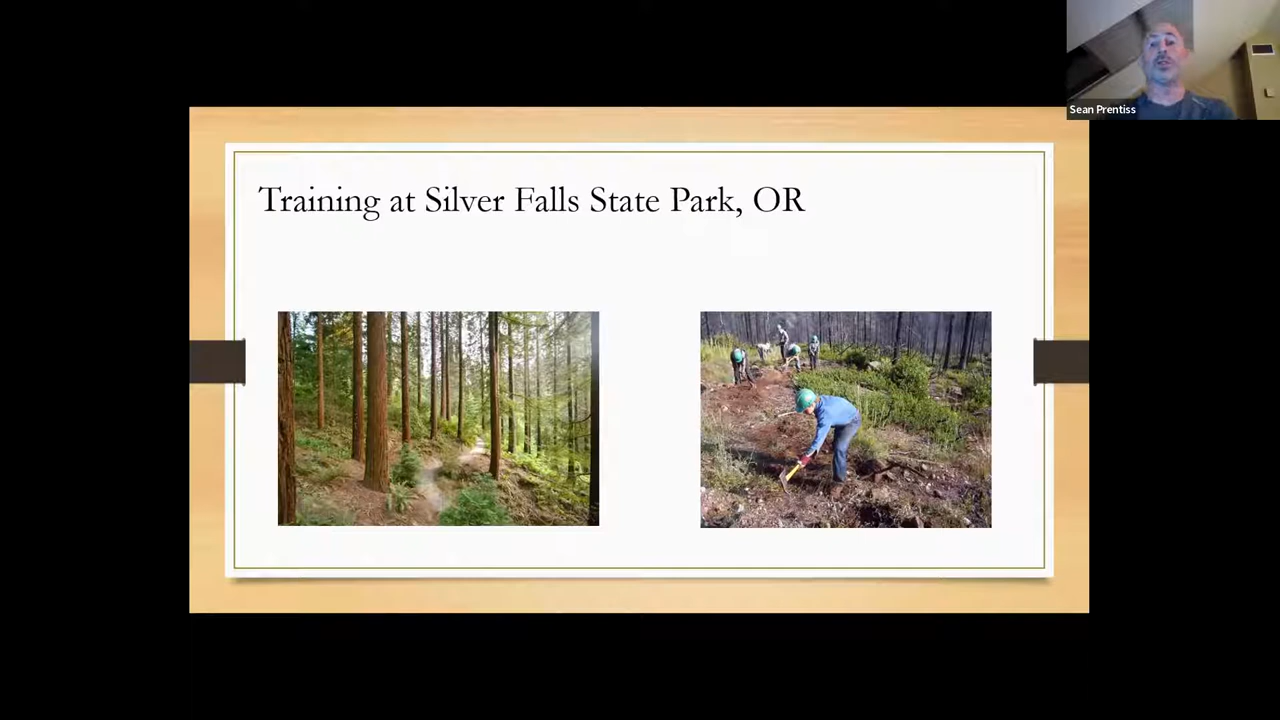 Training at Silver Falls State Park, OR
Sean Prentiss